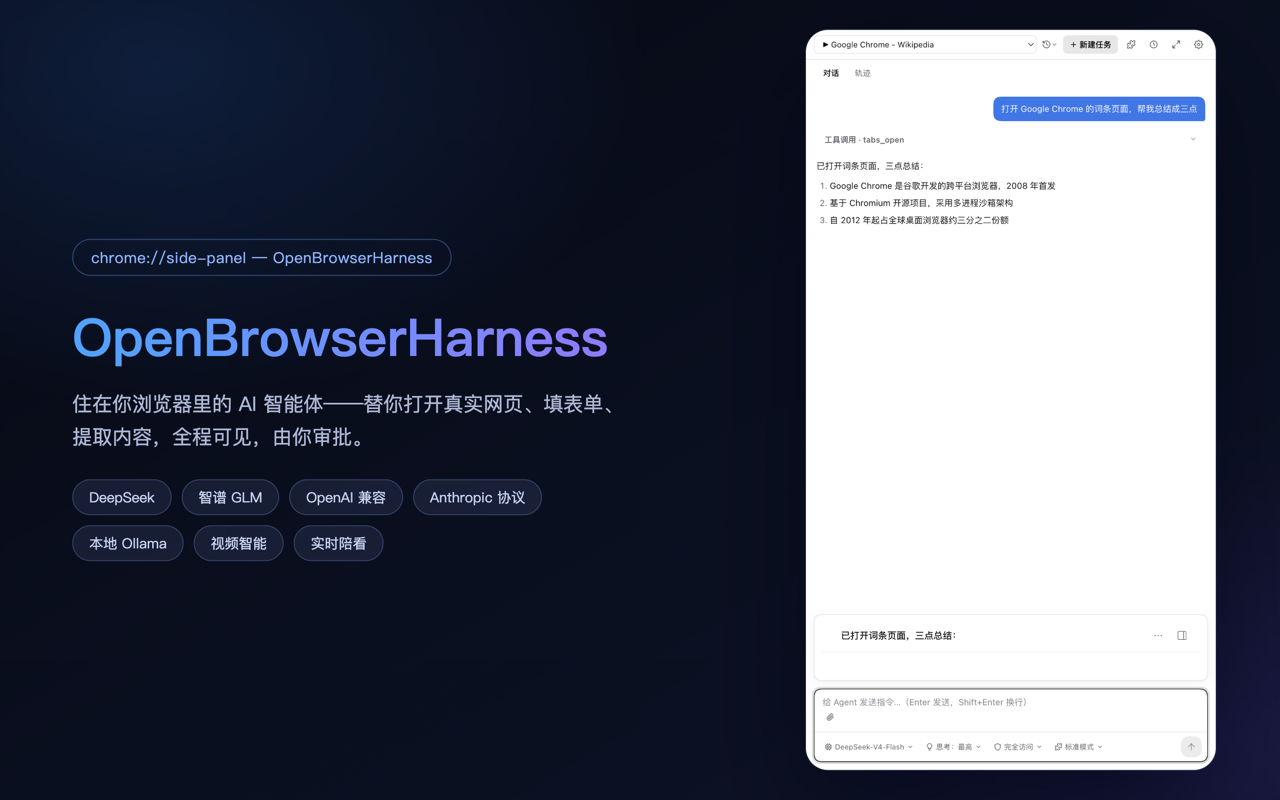 chrome://side-panel — OpenBrowserHarness
OpenBrowserHarness
住在你浏览器里的 AI 智能体——替你打开真实网页、填表单、
提取内容，全程可见，由你审批。
DeepSeek
智谱 GLM
OpenAI 兼容
Anthropic 协议
本地 Ollama
视频智能
实时陪看
Google Chrome - Wikipedia
+ 新建任务
对话
轨迹
打开 Google Chrome 的词条页面，帮我总结成三点
工具调用 · tabs_open
已打开词条页面，三点总结：
1. Google Chrome 是谷歌开发的跨平台浏览器，2008 年首发
2. 基于 Chromium 开源项目，采用多进程沙箱架构
3. 自 2012 年起占全球桌面浏览器约三分之二份额
已打开词条页面，三点总结：
给 Agent 发送指令...（Enter 发送，Shift+Enter 换行）
DeepSeek-V4-Flash
思考：最高
完全访问
标准模式